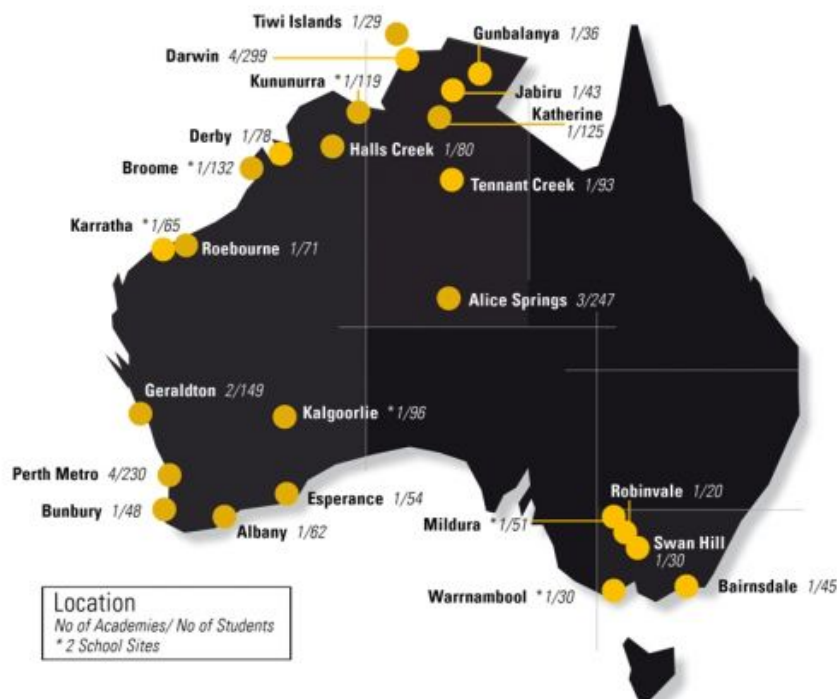 Tiwi Islands 1/29
Gunbalanya 1/36
Darwin 4/299
Kununurra *1/119
Jabiru 1/43
Katherine
1/125
Derby 1/78
Halls Creek 1/80
Broome *1/132
Tennant Creek 1/93
Karratha *1/65
Roebourne 1/71
Alice Springs 3/247
Geraldton 2/149
Kalgoorlie *1/96
Perth Metro 4/230
Robinvale 1/20
Esperance 1/54
Bunbury 1/48
Mildura *1/51
Albany 1/62
Swan Hill
1/30
Warrnambool *1/30
Bairnsdale 1/45
Location
No of Academies/ No of Students
* 2 School Sites